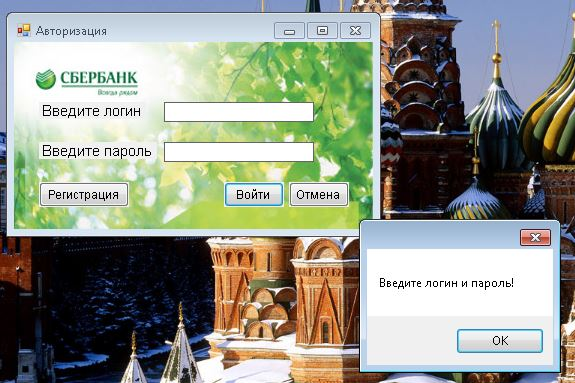 Авторизация
СБЕРБАНК
Всегда рядом
Введите логин
Введите пароль
Регистрация
Войти
Отмена
Введите логин и пароль!
OK